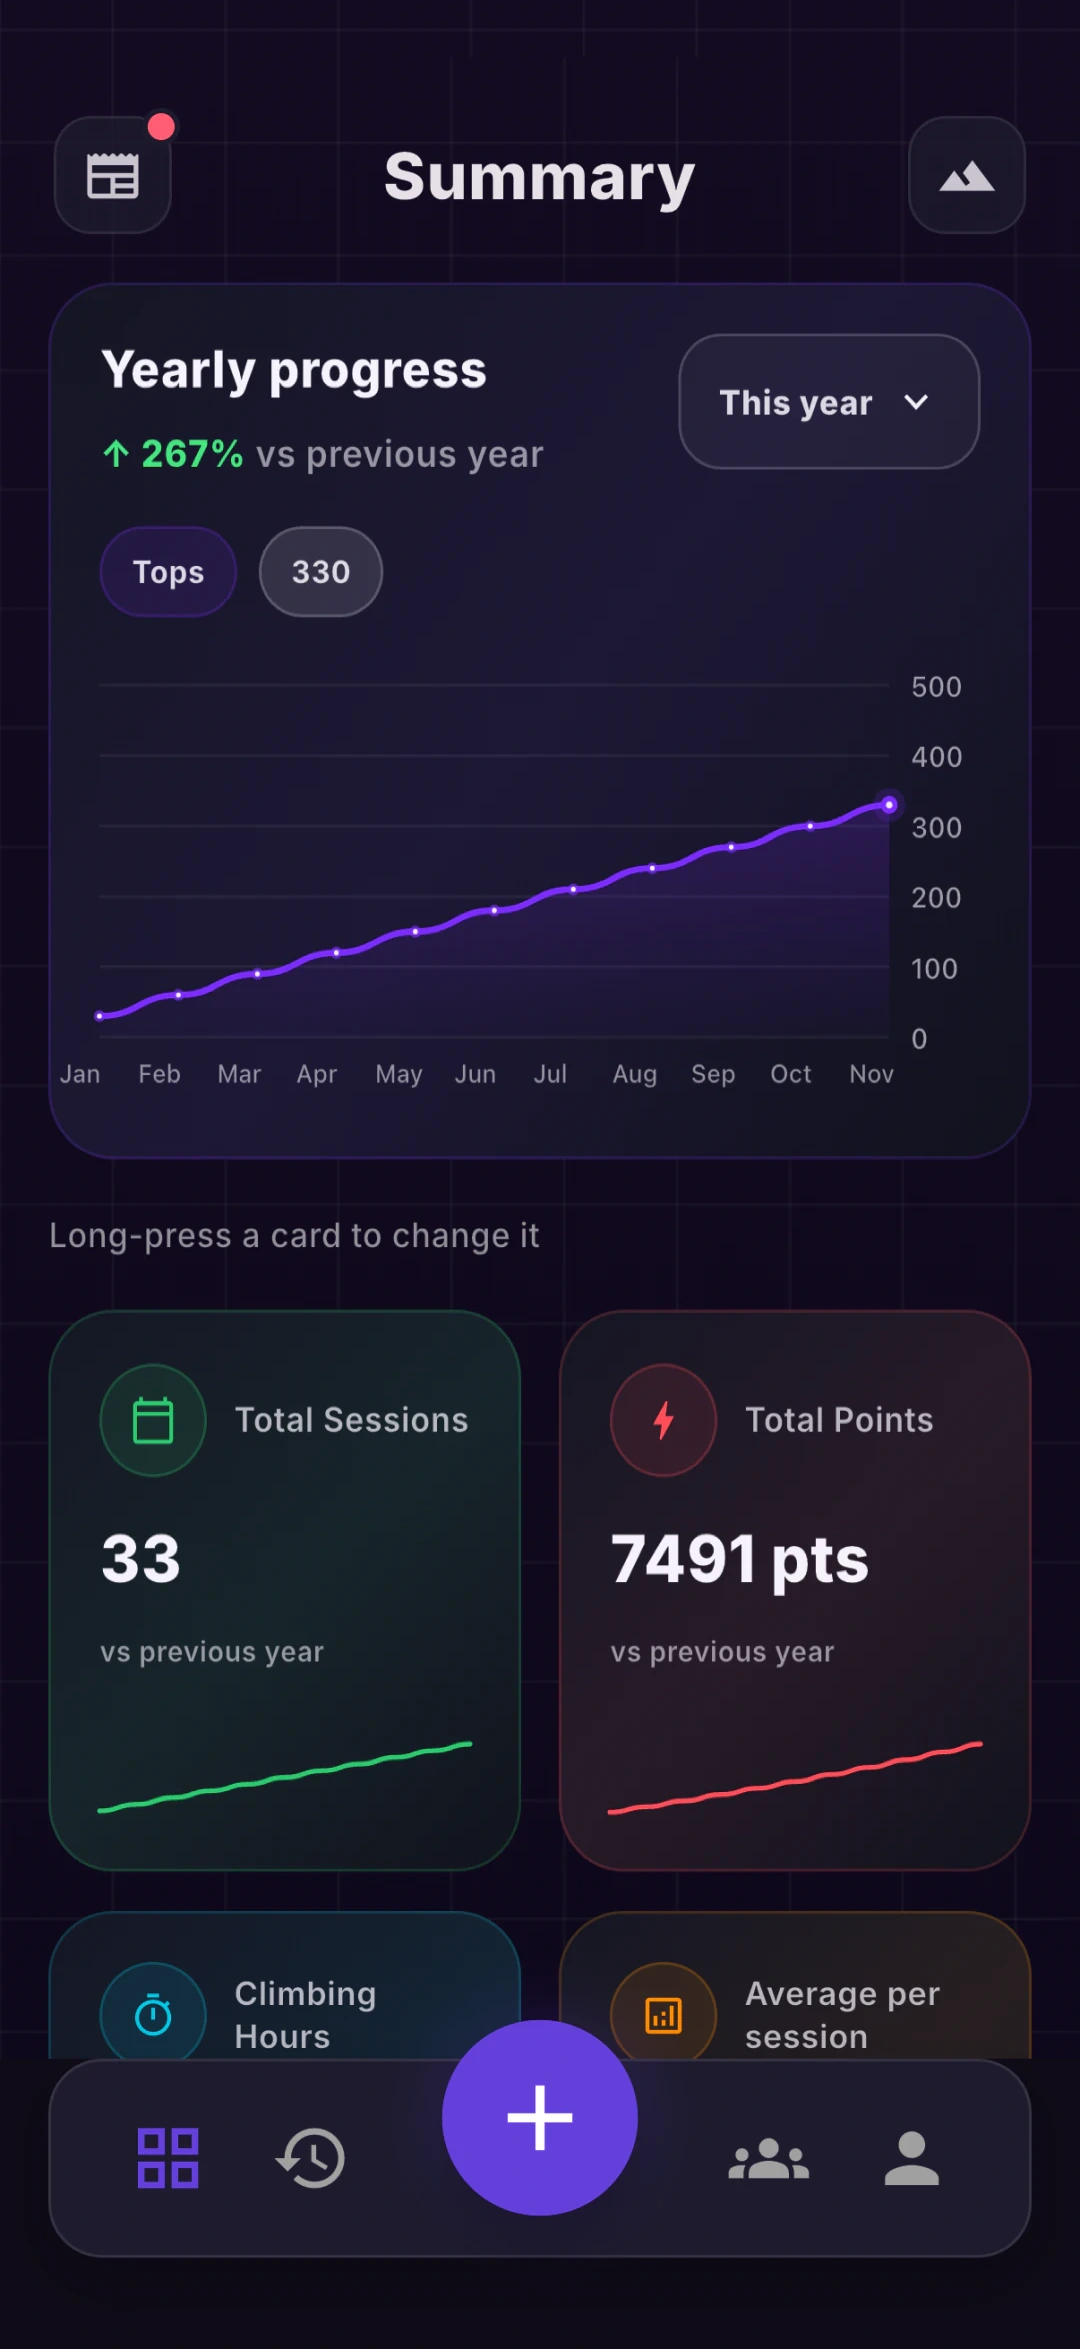 Summary
Yearly progress
This year
↑ 267% vs previous year
Tops
330
500
400
300
200
100
0
Jan Feb Mar Apr May Jun Jul Aug Sep Oct Nov
Long-press a card to change it
Total Sessions
33
vs previous year
Total Points
7491 pts
vs previous year
Climbing
Hours
Average per
session